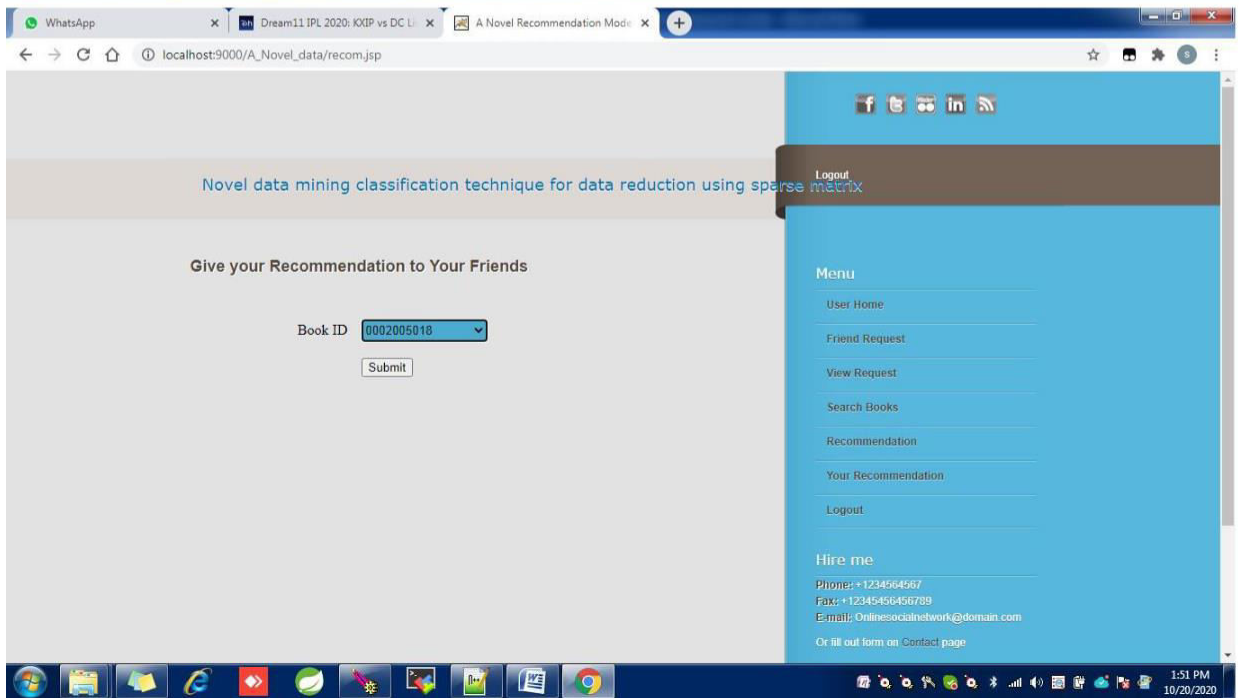 WhatsApp
Dream11 IPL 2020: KXIP vs DC Li
A Novel Recommendation Mode
localhost:9000/A_Novel_data/recom.jsp
Logout
Novel data mining classification technique for data reduction using sparse matrix
Give your Recommendation to Your Friends
Book ID 0002005018
Submit
Menu
User Home
Friend Request
View Request
Search Books
Recommendation
Your Recommendation
Logout
Hire me
Phone: +1234564567
Fax: +12345456456789
E-mail: Onlinesocialnetwork@domain.com
Or fill out form on Contact page
1:51 PM
10/20/2020